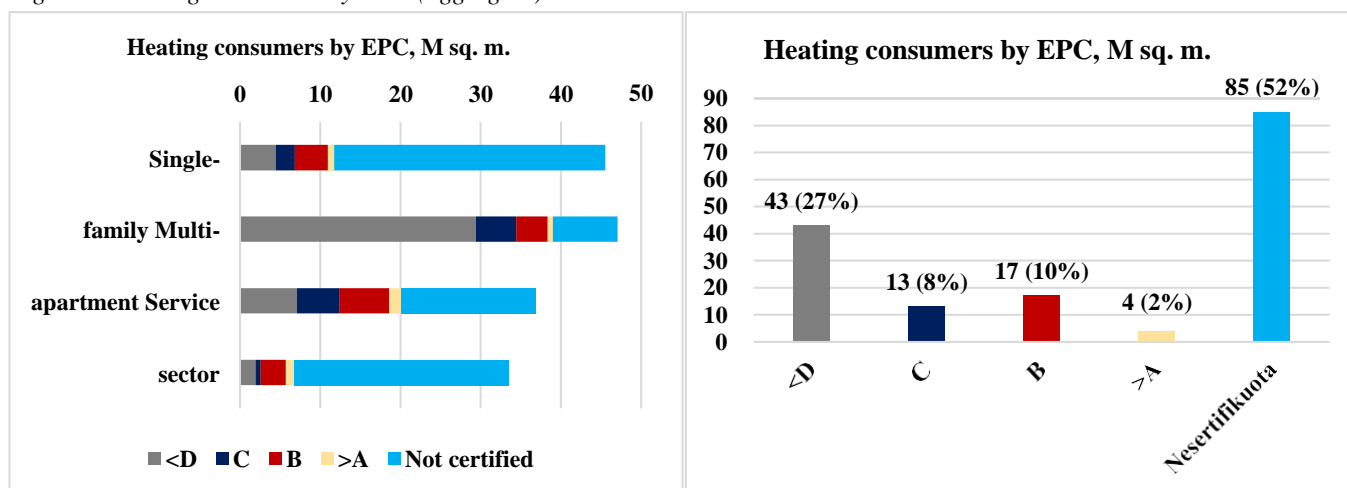 Heating consumers by EPC, M sq. m.
0 10 20 30 40 50
Single-
family Multi-
apartment Service
sector
<D C B >A Not certified
Heating consumers by EPC, M sq. m.
85 (52%)
90
80
70
60
50
40
30
20
10
0
43 (27%)
13 (8%)
17 (10%)
4 (2%)
<D
C
B
>A
Nesertifikuota